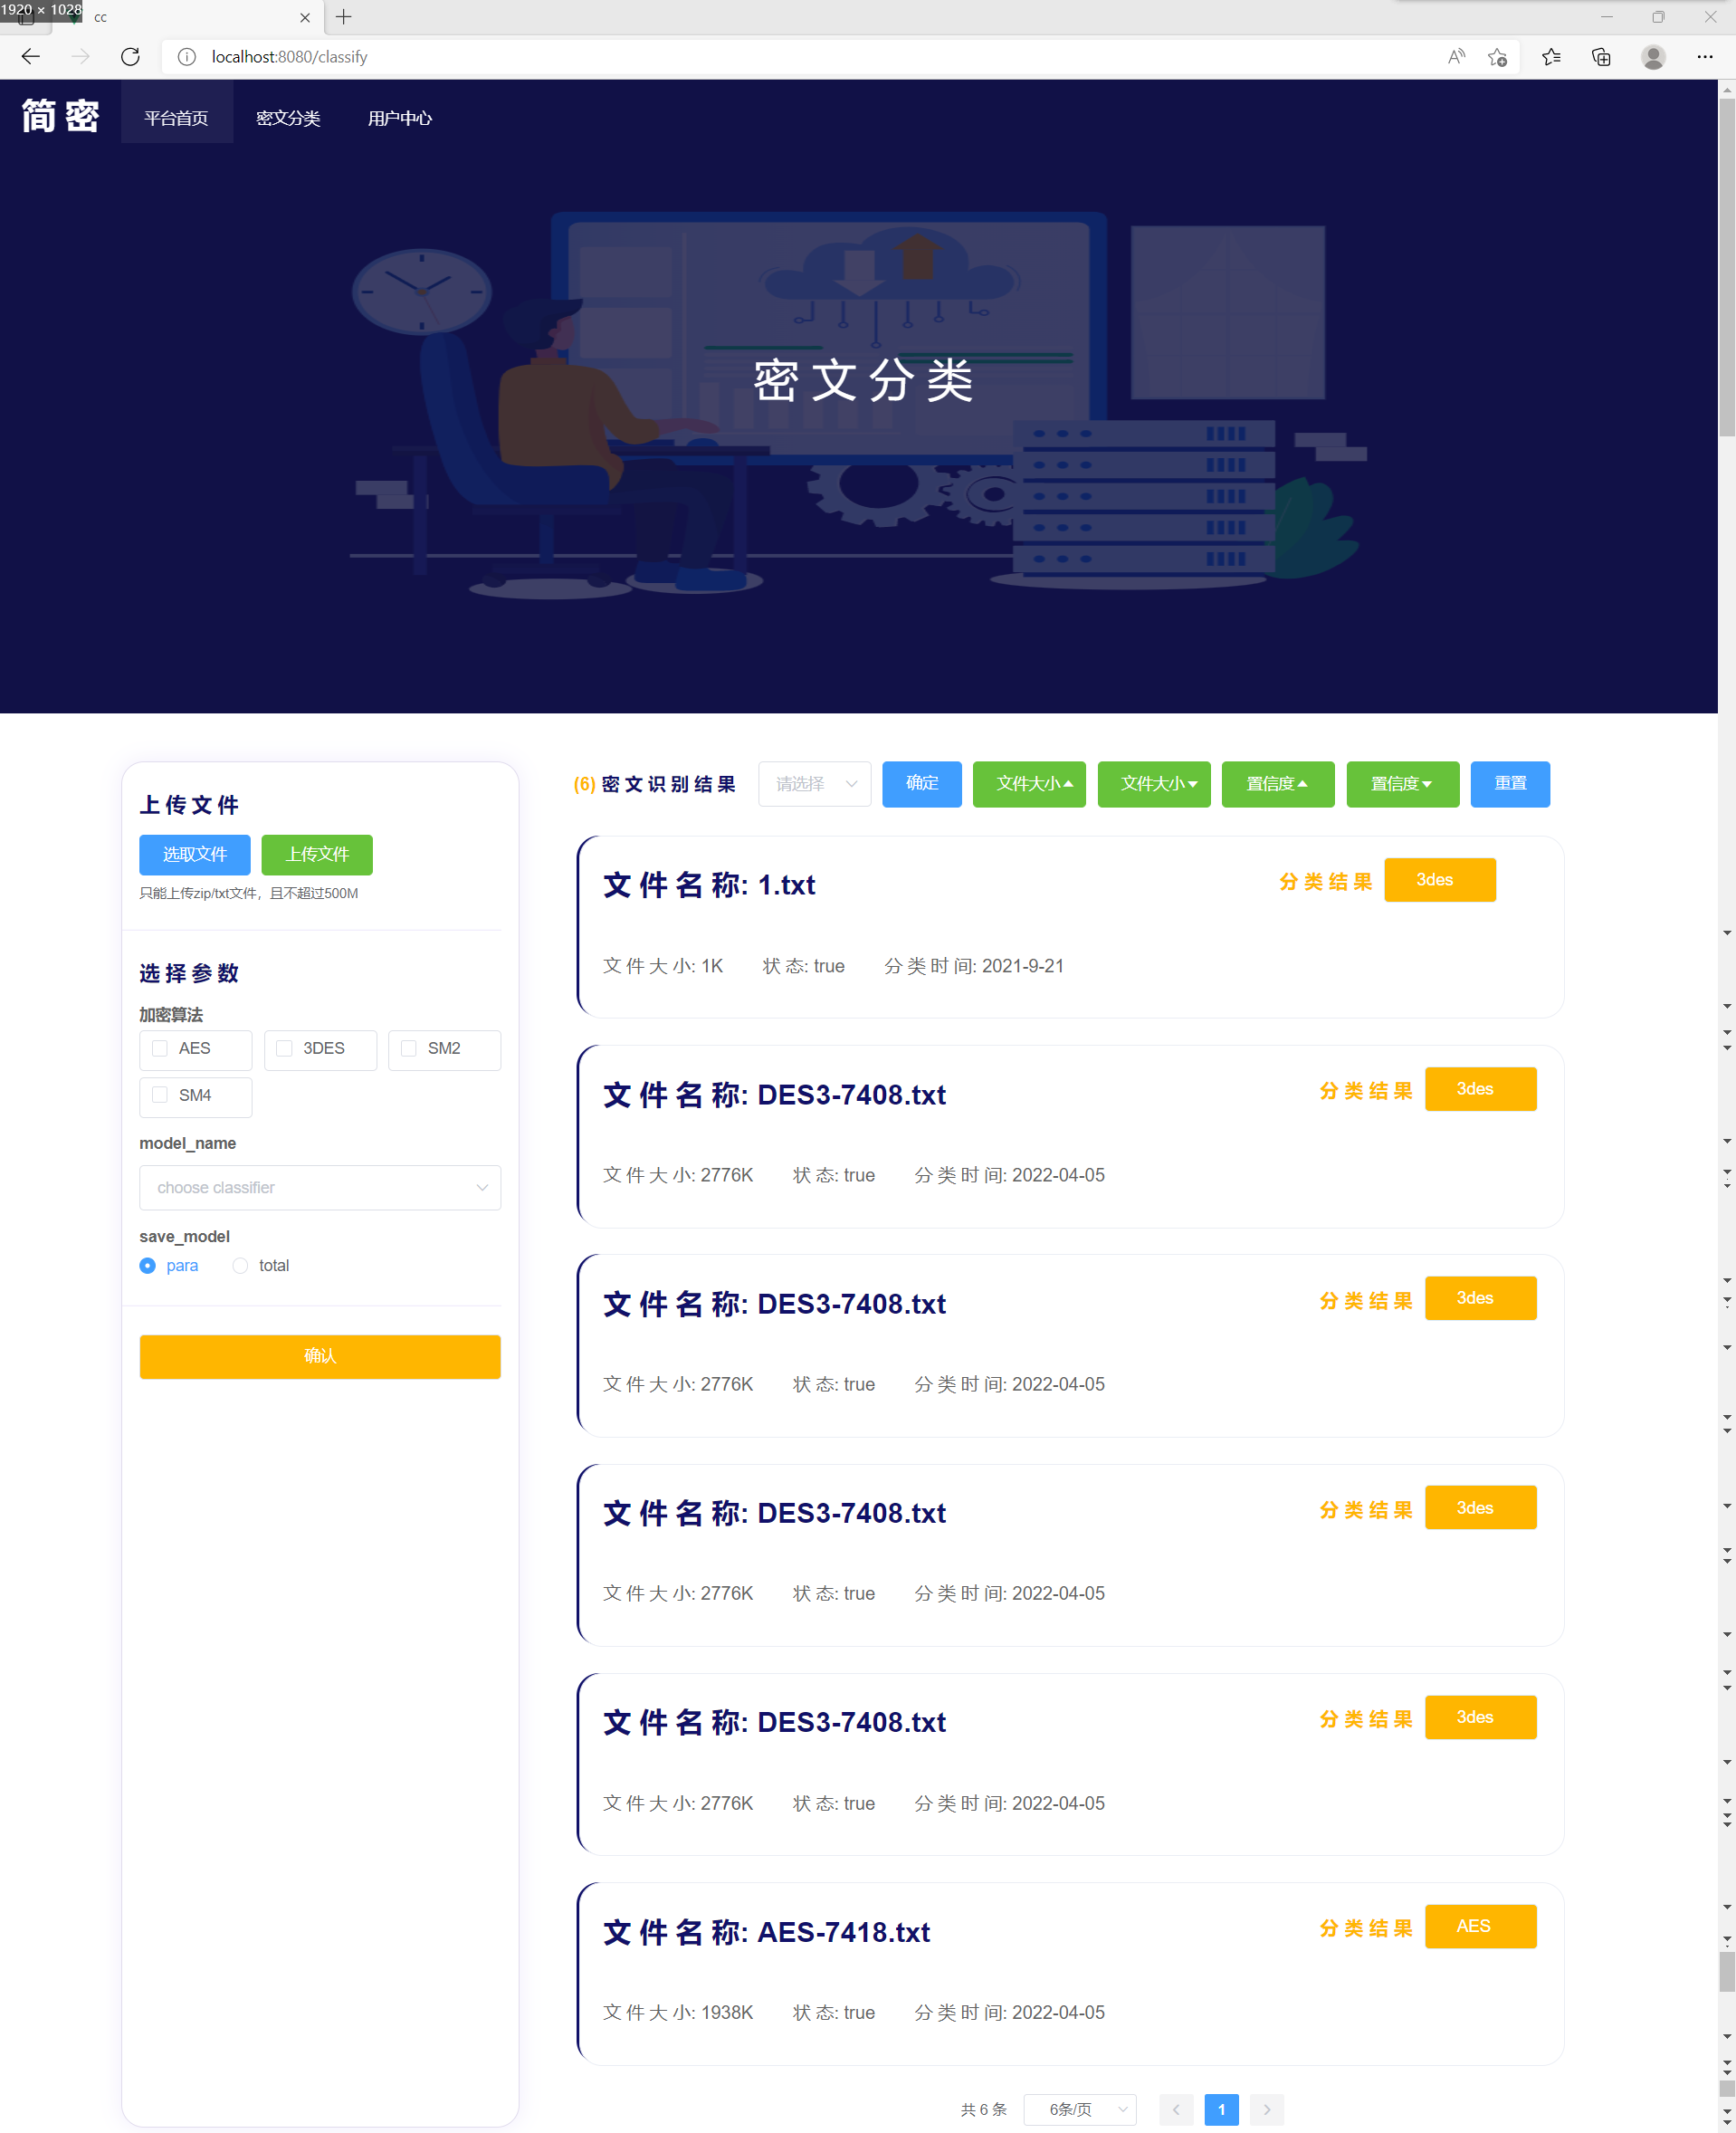 1920 × 1028
cc
localhost:8080/classify
简 密
平台首页 密文分类 用户中心
密 文 分 类
上 传 文 件
选取文件 上传文件
只能上传zip/txt文件，且不超过500M
选 择 参 数
加密算法
AES 3DES SM2
SM4
model_name
choose classifier
save_model
para total
确认
(6) 密 文 识 别 结 果 请选择 确定 文件大小 文件大小 置信度 置信度 重置
文 件 名 称: 1.txt 分 类 结 果 3des
文 件 大 小: 1K 状 态: true 分 类 时 间: 2021-9-21
文 件 名 称: DES3-7408.txt 分 类 结 果 3des
文 件 大 小: 2776K 状 态: true 分 类 时 间: 2022-04-05
文 件 名 称: DES3-7408.txt 分 类 结 果 3des
文 件 大 小: 2776K 状 态: true 分 类 时 间: 2022-04-05
文 件 名 称: DES3-7408.txt 分 类 结 果 3des
文 件 大 小: 2776K 状 态: true 分 类 时 间: 2022-04-05
文 件 名 称: DES3-7408.txt 分 类 结 果 3des
文 件 大 小: 2776K 状 态: true 分 类 时 间: 2022-04-05
文 件 名 称: AES-7418.txt 分 类 结 果 AES
文 件 大 小: 1938K 状 态: true 分 类 时 间: 2022-04-05
共 6 条 6条/页 1